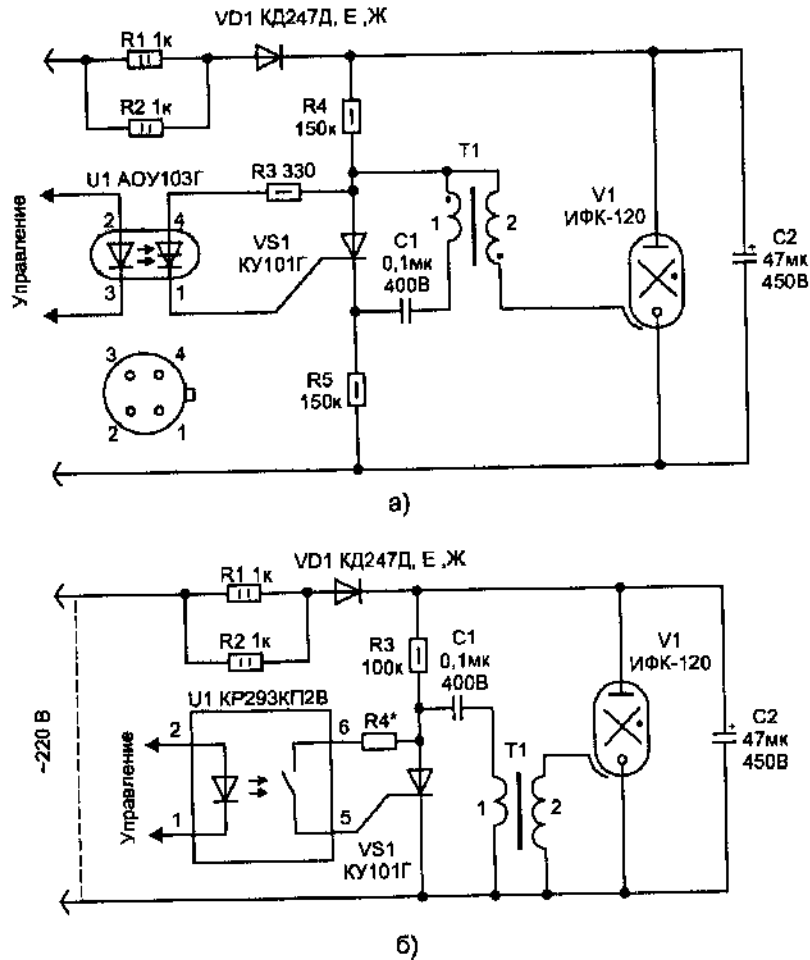 VD1 КД247Д, Е ,Ж
R1 1к
R2 1к
R4
150к
T1
U1 АОУ103Г
R3 330
V1
ИФК-120
2
4
VS1
КУ101Г
C1
0,1мк
400В
1
2
+
C2
47мк
450В
Управление
3
1
3
4
R5
150к
2
1
а)
VD1 КД247Д, Е ,Ж
R1 1к
R2 1к
R3
100к
C1
0,1мк
400В
V1
ИФК-120
U1 КР293КП2В
~220 В
Управление
2
6
R4*
T1
+
C2
47мк
450В
1
2
1
5
VS1
КУ101Г
б)